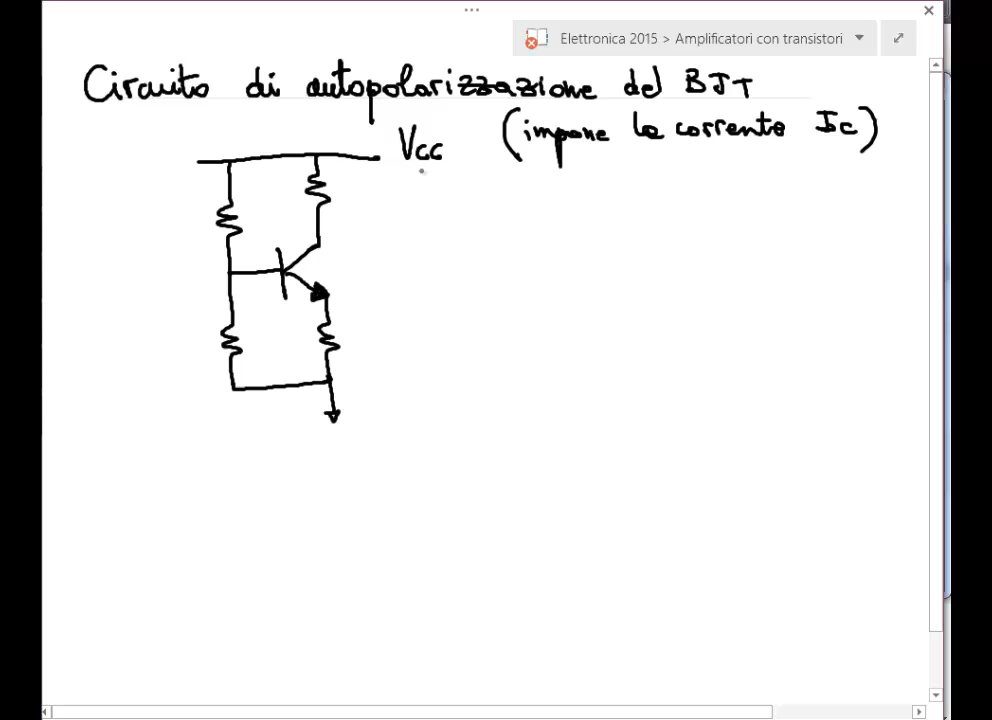 Elettronica 2015 > Amplificatori con transistori
Circuito di autopolarizzazione del BJT
(impone la corrente Ic)
Vcc